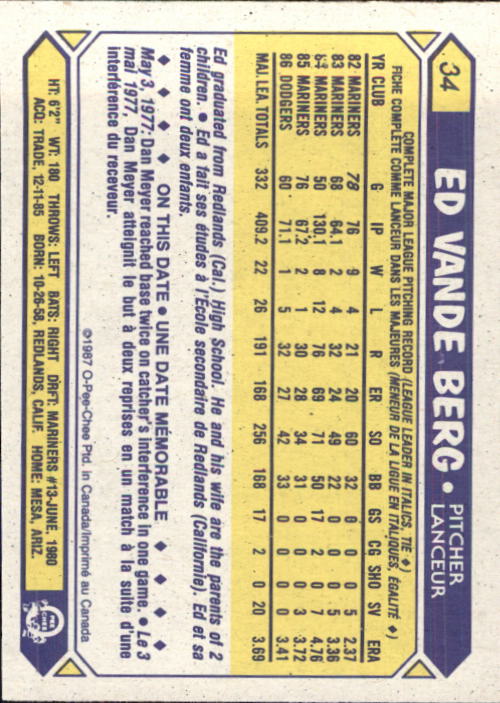 34
ED VANDE BERG • PITCHER
LANCEUR
COMPLETE MAJOR LEAGUE PITCHING RECORD (LEAGUE LEADER IN ITALICS, TIE ♦)
FICHE COMPLÈTE COMME LANCEUR DANS LES MAJEURES (MENEUR DE LA LIGUE EN ITALIQUES, ÉGALITÉ ♦)
YR CLUB G IP W L R ER SO BB GS CG SHO SV ERA
82 MARINERS 78 76 9 4 21 20 60 32 0 0 0 5 2.37
83 MARINERS 68 64.1 2 4 32 24 49 22 0 0 0 5 3.36
84 MARINERS 50 130.1 8 12 76 69 71 50 17 2 0 7 4.76
85 MARINERS 76 67.2 2 1 30 28 34 31 0 0 0 3 3.72
86 DODGERS 60 71.1 1 5 32 27 42 33 0 0 0 0 3.41
MAJ. LEA. TOTALS 332 409.2 22 26 191 168 256 168 17 2 0 20 3.69
Ed graduated from Redlands (Cal.) High School. He and his wife are the parents of 2
children. • Ed a fait ses études à l'École secondaire de Redlands (Californie). Ed et sa
femme ont deux enfants.
♦ ♦ ♦ ♦ ON THIS DATE • UNE DATE MÉMORABLE ♦ ♦ ♦ ♦
May 3, 1977: Dan Meyer reached base twice on catcher's interference in one game. • Le 3
mai 1977, Dan Meyer atteignit le but à deux reprises en un match à la suite d'une
interférence du receveur.
©1987 O-Pee-Chee Ptd. in Canada/Imprimé au Canada
HT: 6'2" WT: 180 THROWS: LEFT BATS: RIGHT DRFT: MARINERS #13-JUNE, 1980
ACQ: TRADE, 12-11-85 BORN: 10-26-58, REDLANDS, CALIF. HOME: MESA, ARIZ.
O
PEE
CHEE